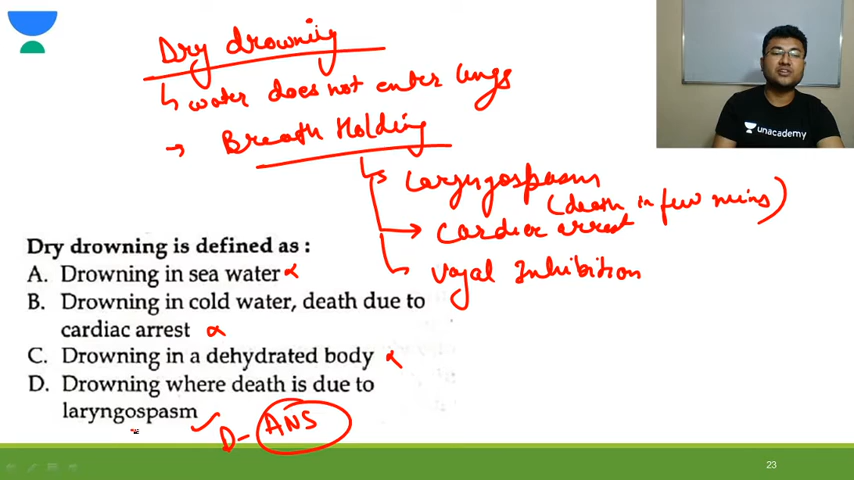 Dry drowning
water does not enter lungs
Breath Holding
Laryngospasm
(death in few mins)
Cardiac arrest
Vagal Inhibition
unacademy
Dry drowning is defined as :
A. Drowning in sea water
B. Drowning in cold water, death due to
cardiac arrest
C. Drowning in a dehydrated body
D. Drowning where death is due to
laryngospasm
D- ANS
23